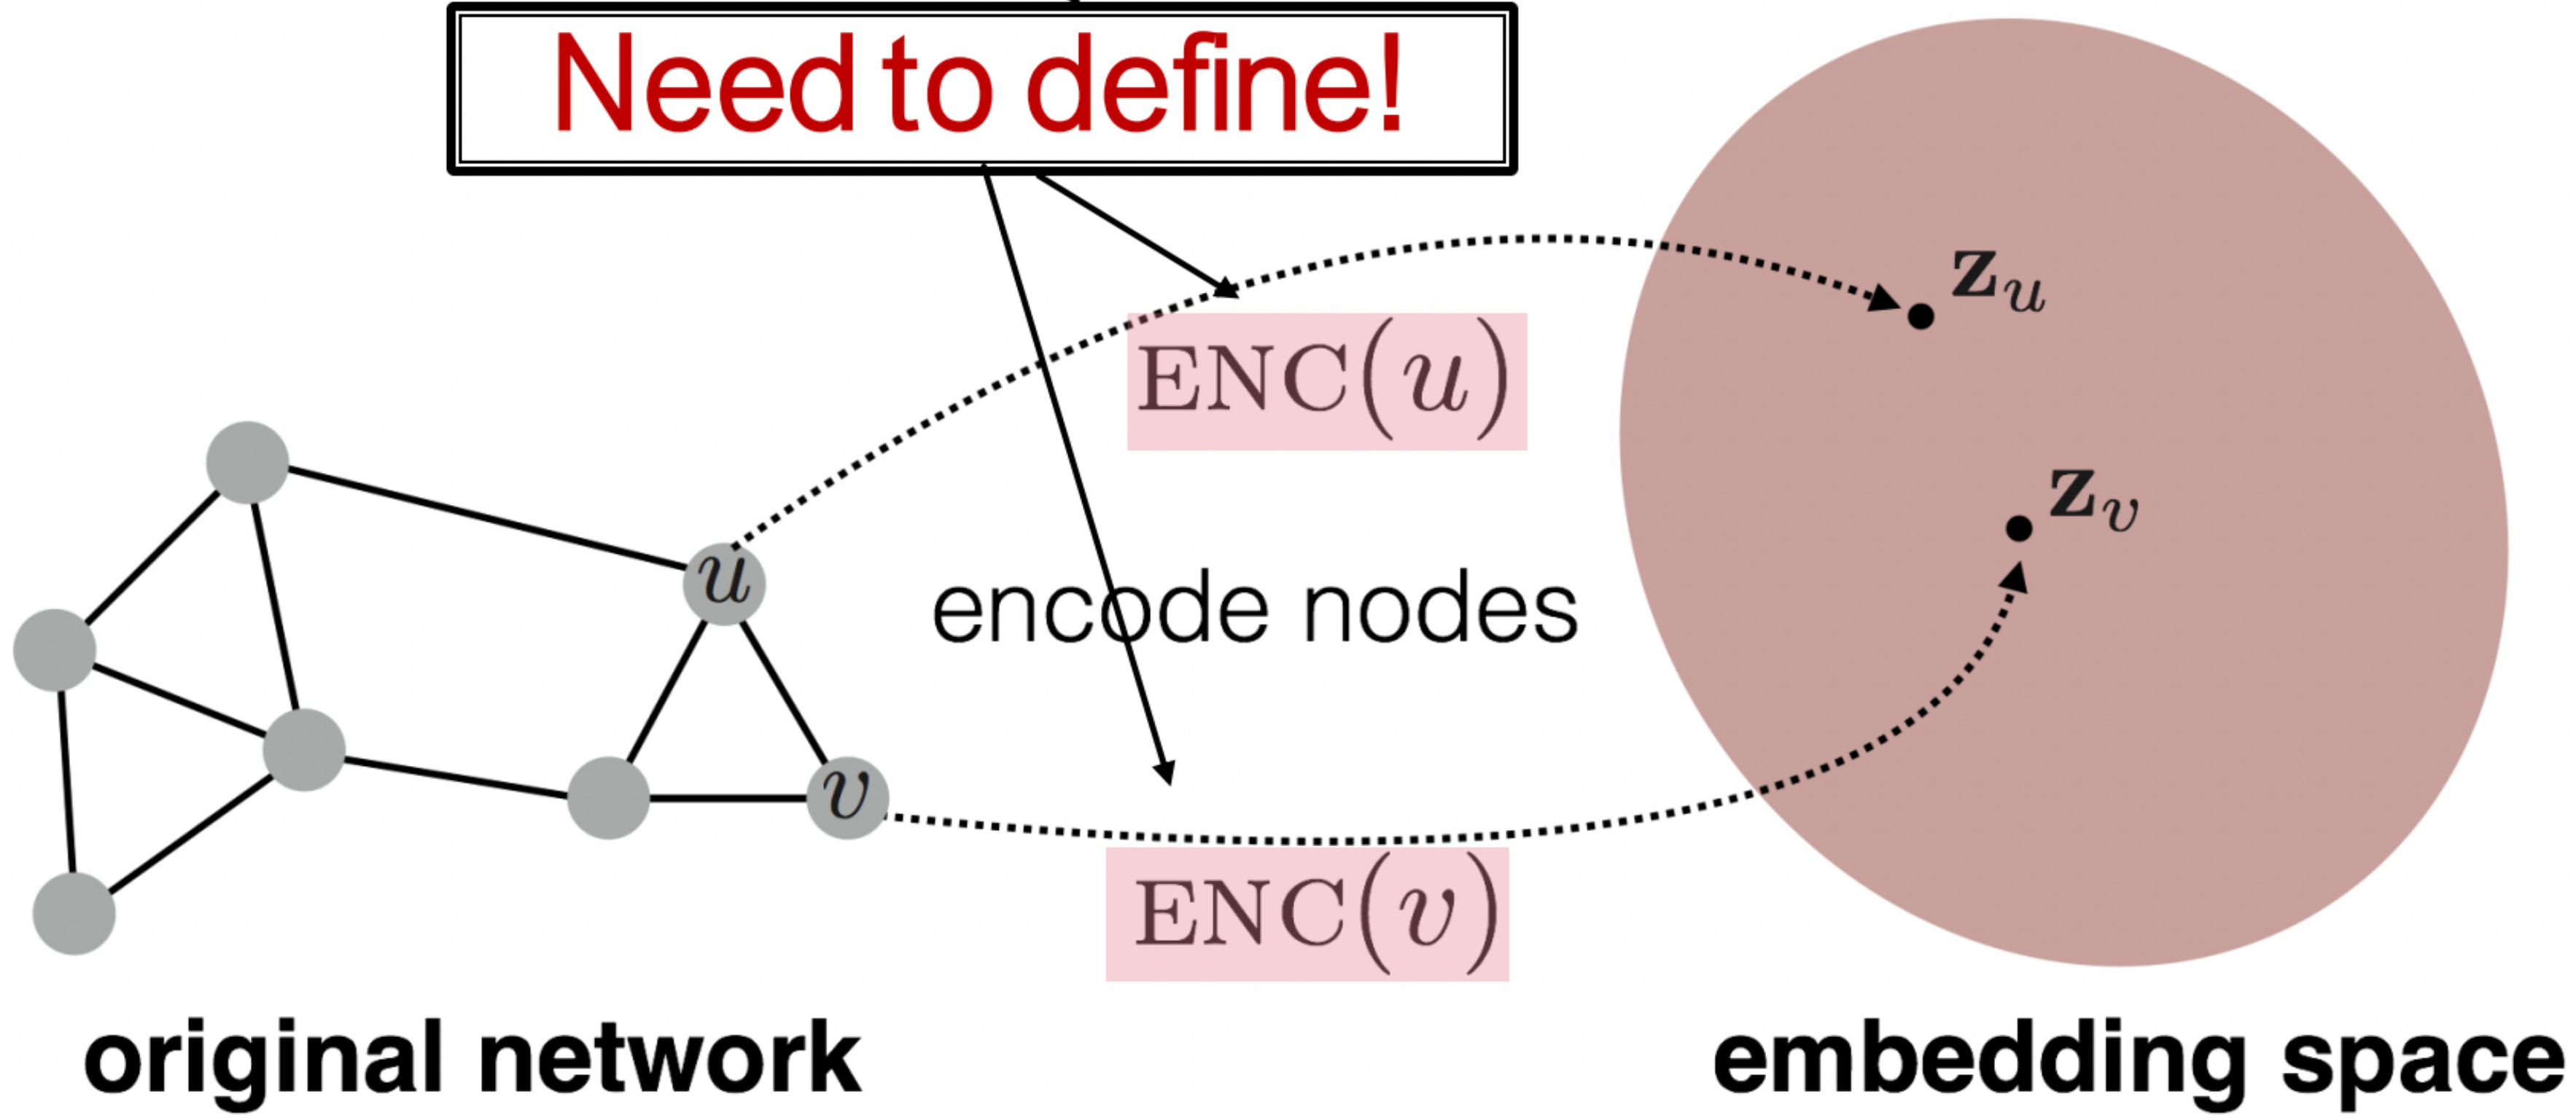 Need to define!
z_u
ENC(u)
z_v
u
encode nodes
v
ENC(v)
original network
embedding space